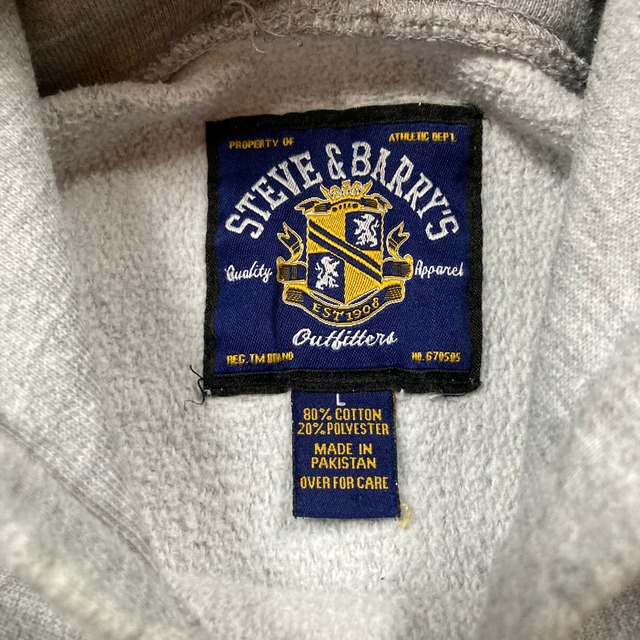 PROPERTY OF ATHLETIC DEPT.
STEVE & BARRY'S
Quality Apparel
EST 1908
Outfitters
REG. TM BRAND NO. 670505
L
80% COTTON
20% POLYESTER
MADE IN
PAKISTAN
OVER FOR CARE